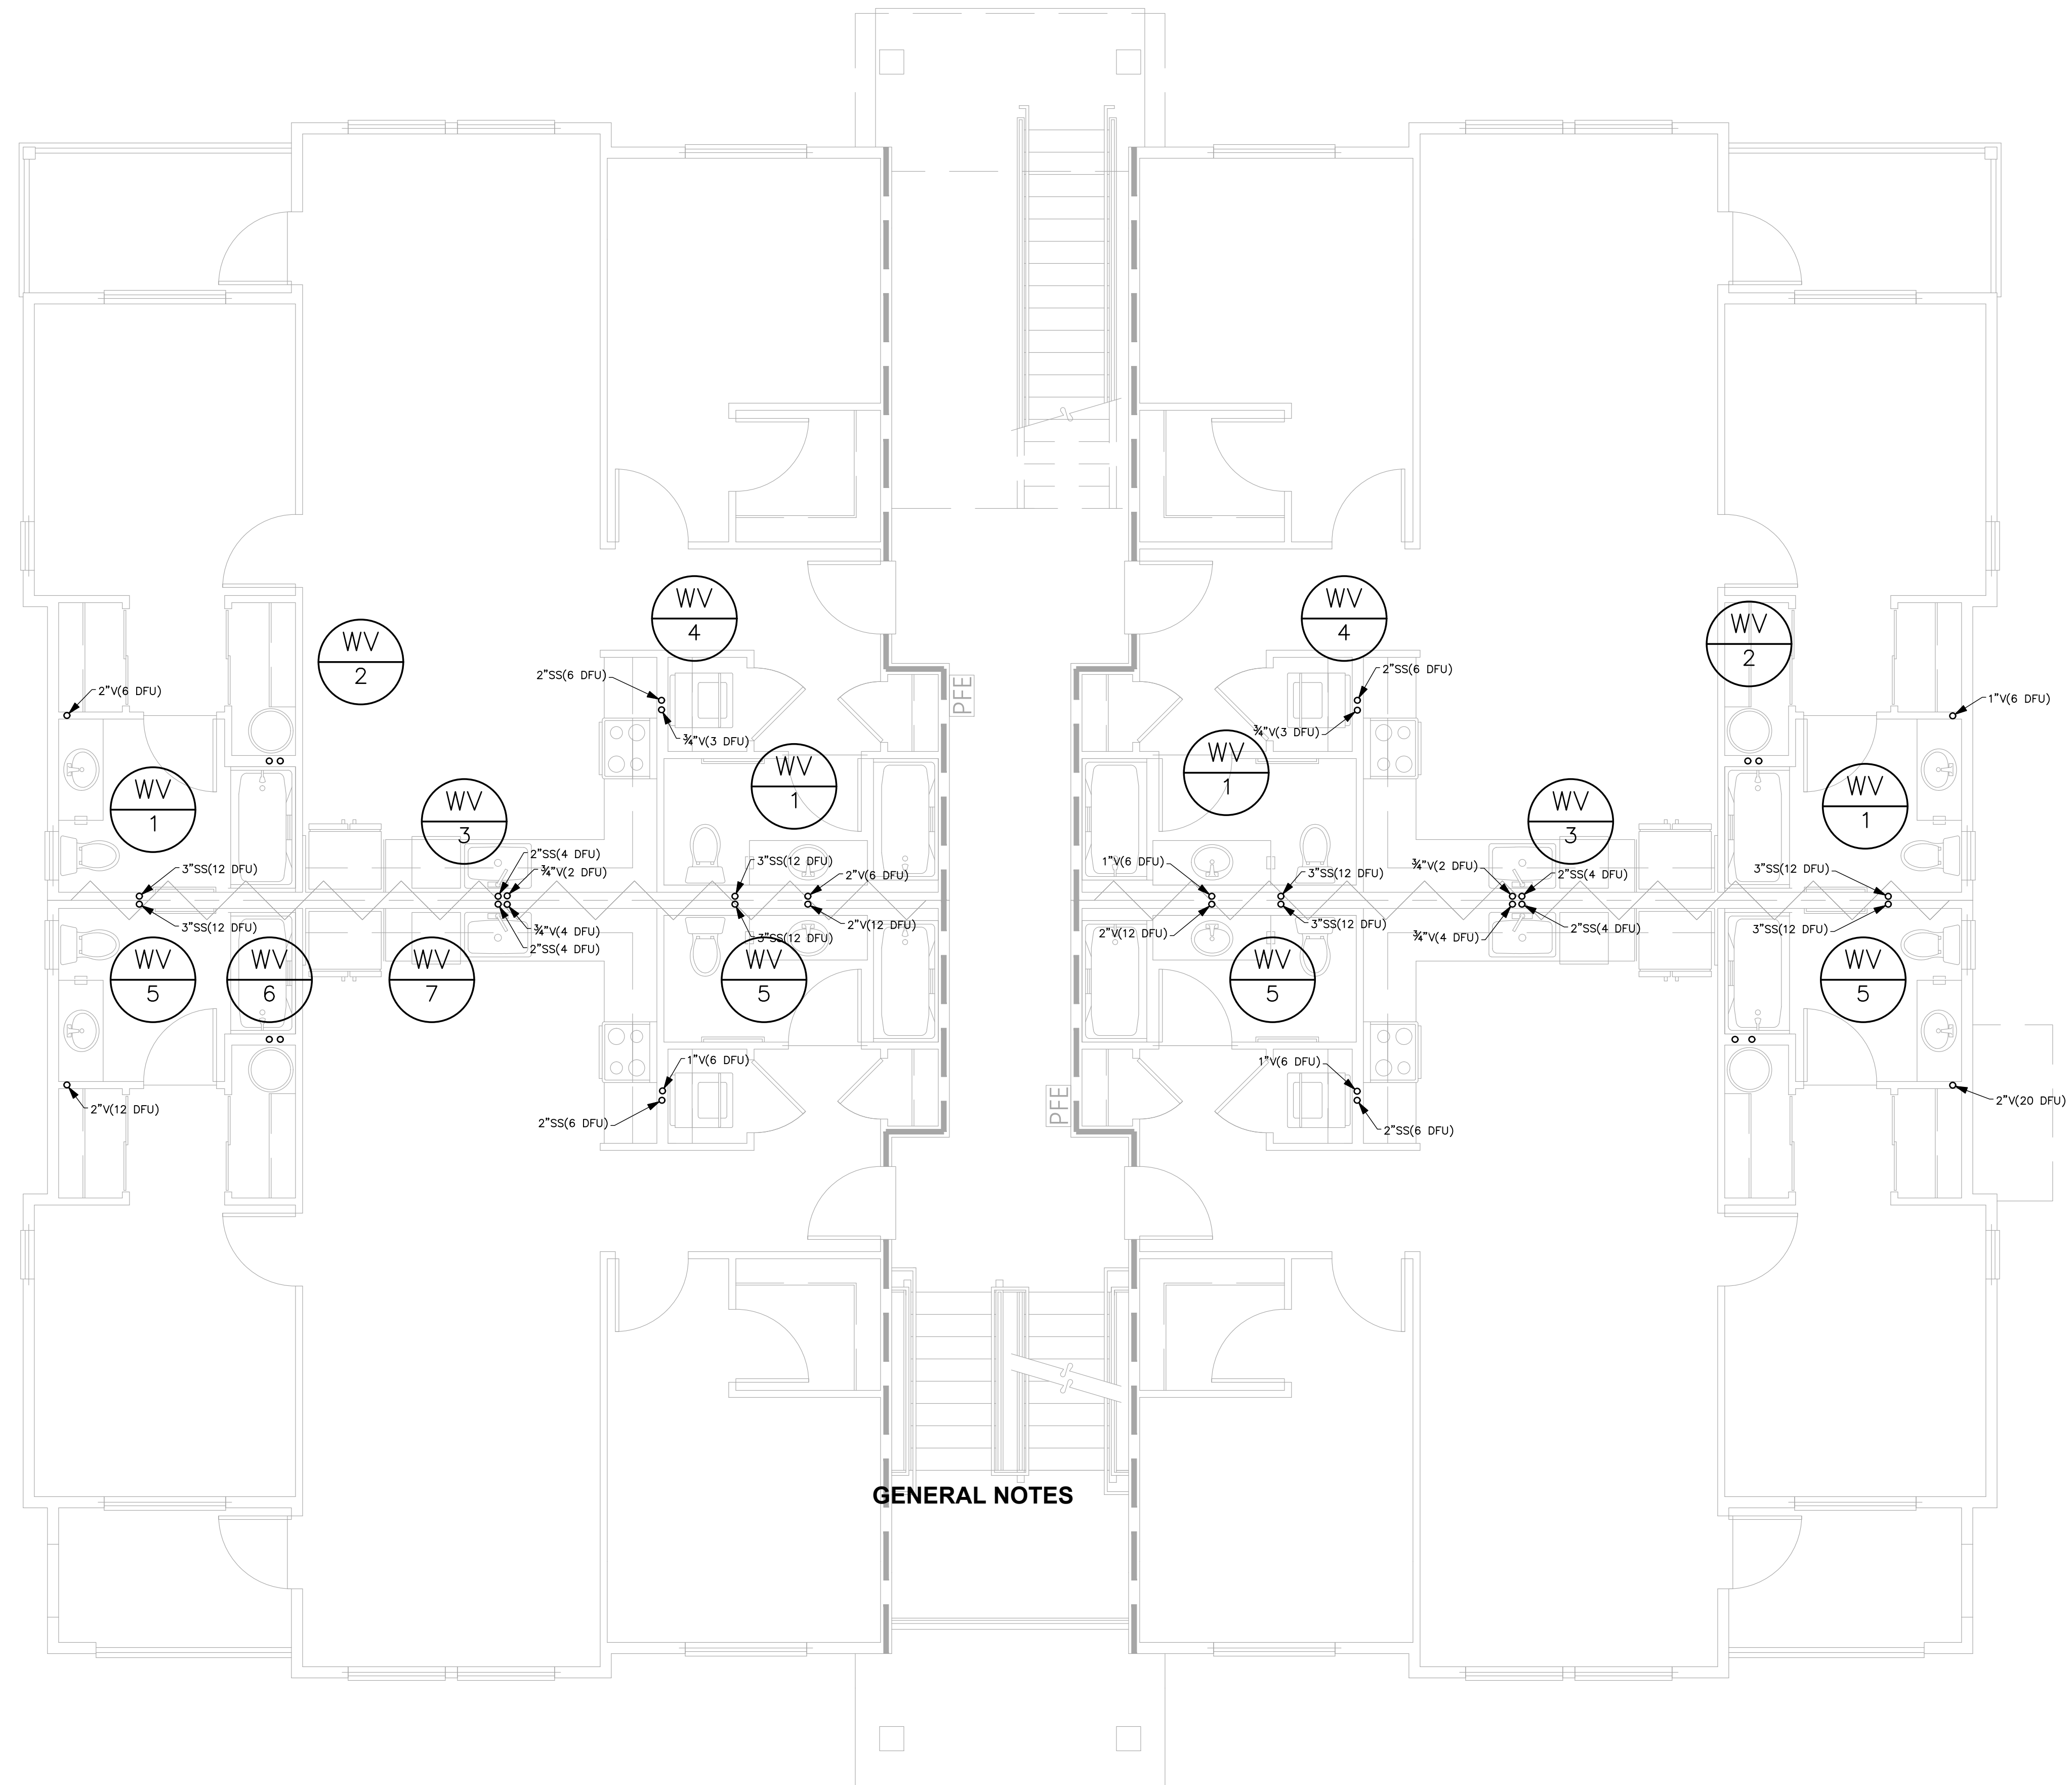 WV
4
WV
4
WV
2
WV
2
2"SS(6 DFU)
2"SS(6 DFU)
2"V(6 DFU)
PFE
1"V(6 DFU)
¾"V(3 DFU)
¾"V(3 DFU)
WV
1
WV
1
WV
1
WV
1
WV
3
WV
3
2"SS(4 DFU)
3"SS(12 DFU)
1"V(6 DFU)
3"SS(12 DFU)
¾"V(2 DFU)
¾"V(2 DFU)
3"SS(12 DFU)
2"V(6 DFU)
3"SS(12 DFU)
2"SS(4 DFU)
3"SS(12 DFU)
¾"V(4 DFU)
3"SS(12 DFU)
2"V(12 DFU)
2"V(12 DFU)
3"SS(12 DFU)
¾"V(4 DFU)
2"SS(4 DFU)
3"SS(12 DFU)
2"SS(4 DFU)
WV
5
WV
6
WV
7
WV
5
WV
5
WV
5
1"V(6 DFU)
1"V(6 DFU)
PFE
2"V(12 DFU)
2"V(20 DFU)
2"SS(6 DFU)
2"SS(6 DFU)
GENERAL NOTES